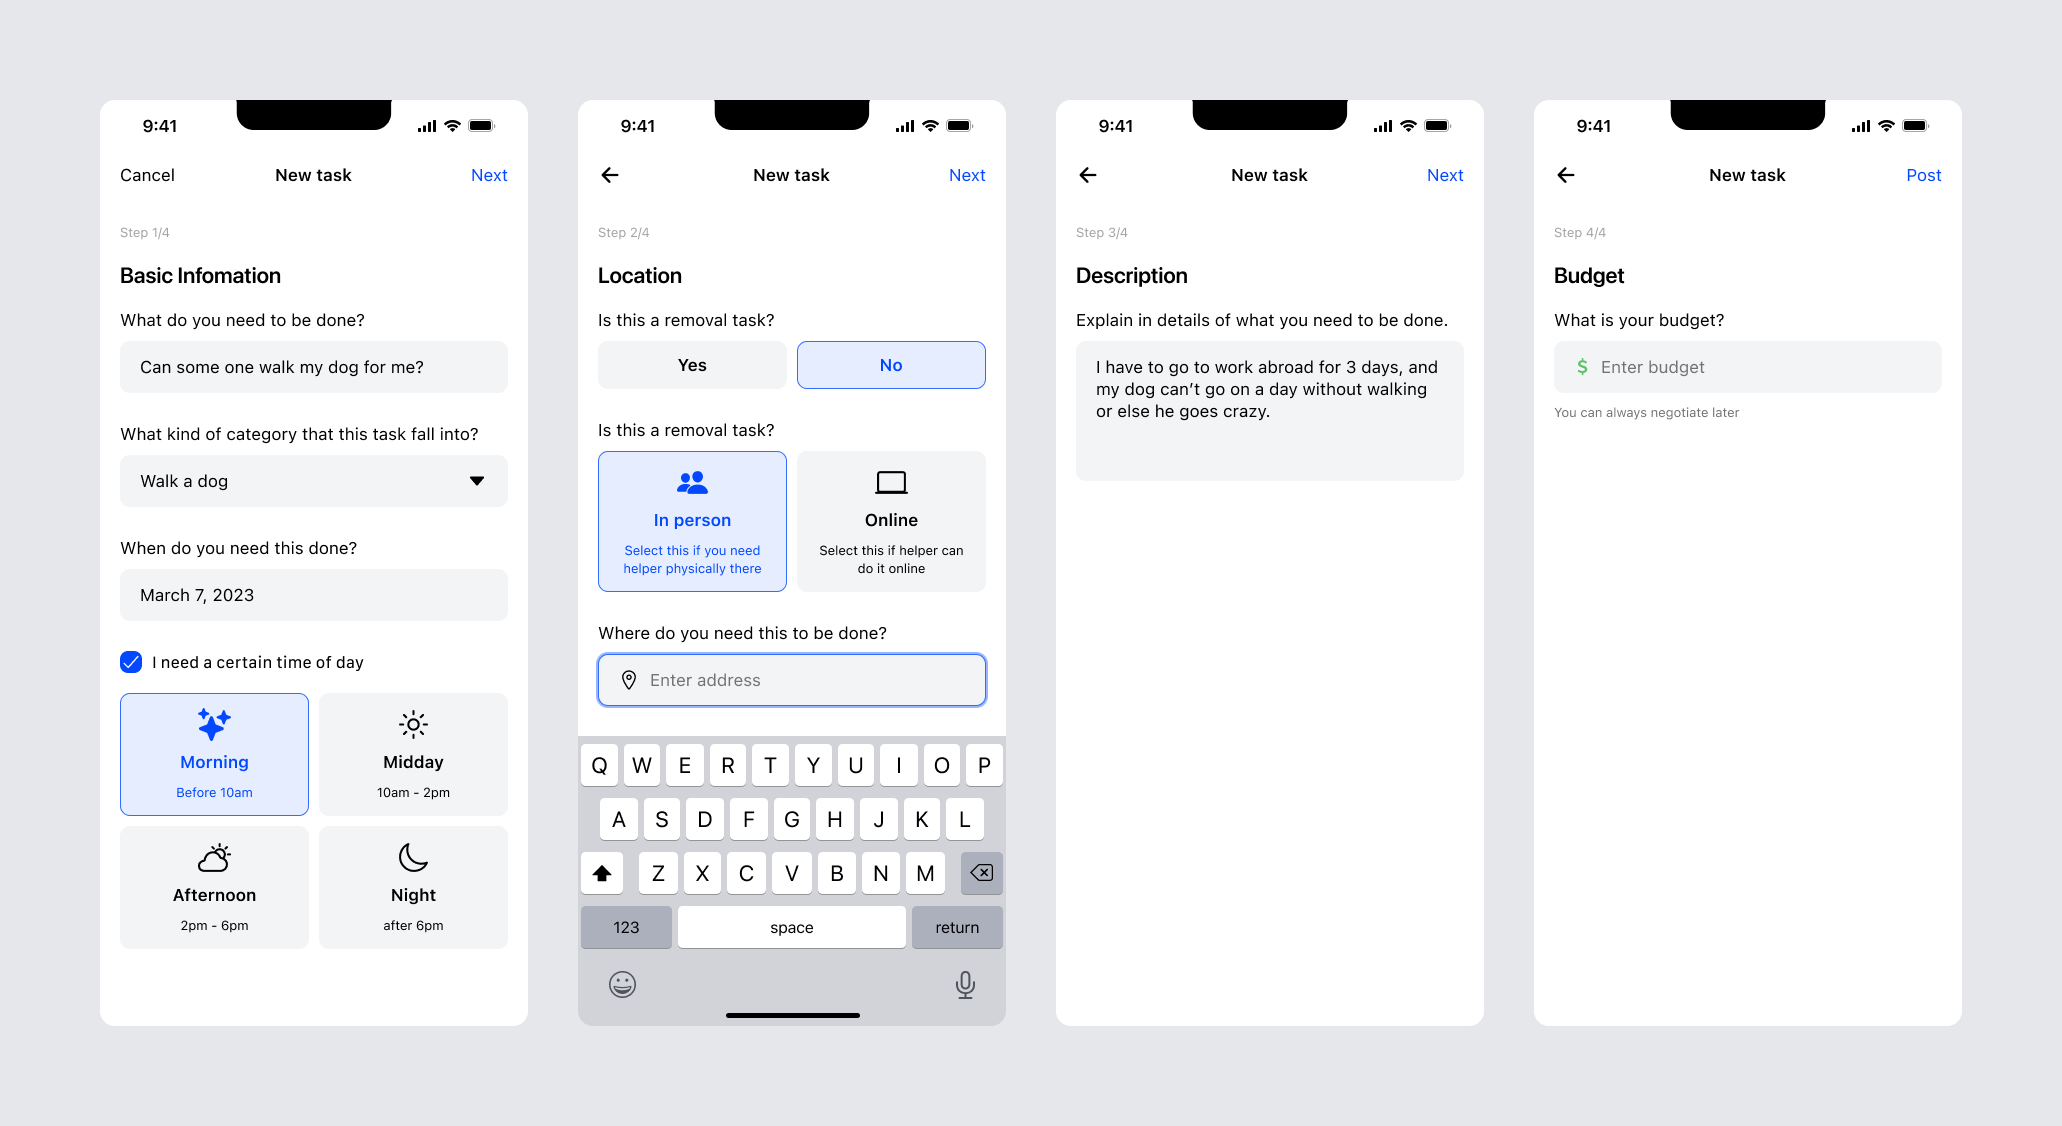 9:41
Cancel New task Next
Step 1/4
Basic Infomation
What do you need to be done?
Can some one walk my dog for me?
What kind of category that this task fall into?
Walk a dog
When do you need this done?
March 7, 2023
I need a certain time of day
Morning
Before 10am
Midday
10am - 2pm
Afternoon
2pm - 6pm
Night
after 6pm
9:41
New task Next
Step 2/4
Location
Is this a removal task?
Yes No
Is this a removal task?
In person
Select this if you need
helper physically there
Online
Select this if helper can
do it online
Where do you need this to be done?
Enter address
Q W E R T Y U I O P
A S D F G H J K L
Z X C V B N M
123 space return
9:41
New task Next
Step 3/4
Description
Explain in details of what you need to be done.
I have to go to work abroad for 3 days, and
my dog can’t go on a day without walking
or else he goes crazy.
9:41
New task Post
Step 4/4
Budget
What is your budget?
$ Enter budget
You can always negotiate later